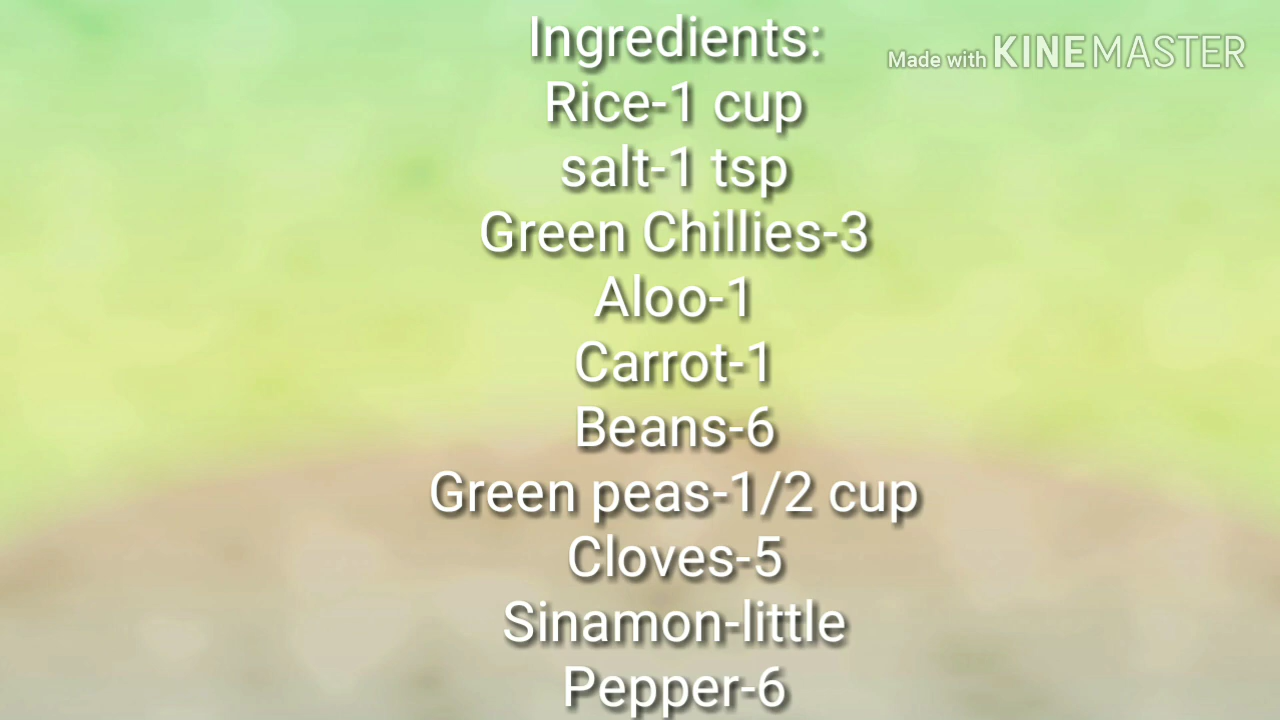 Ingredients:
Made with KINEMASTER
Rice-1 cup
salt-1 tsp
Green Chillies-3
Aloo-1
Carrot-1
Beans-6
Green peas-1/2 cup
Cloves-5
Sinamon-little
Pepper-6